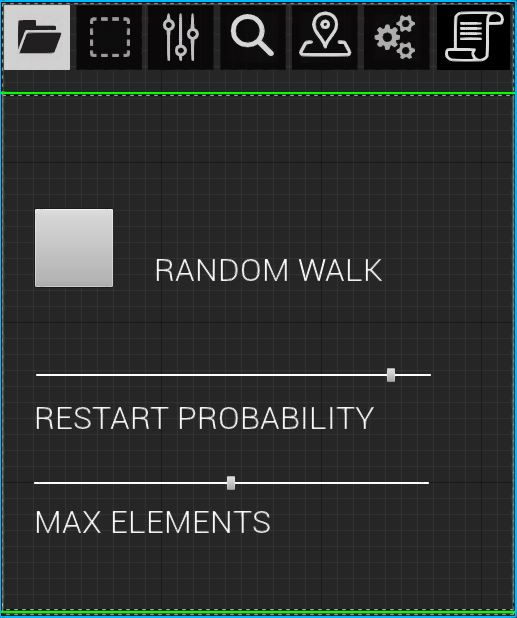 RANDOM WALK
RESTART PROBABILITY
MAX ELEMENTS